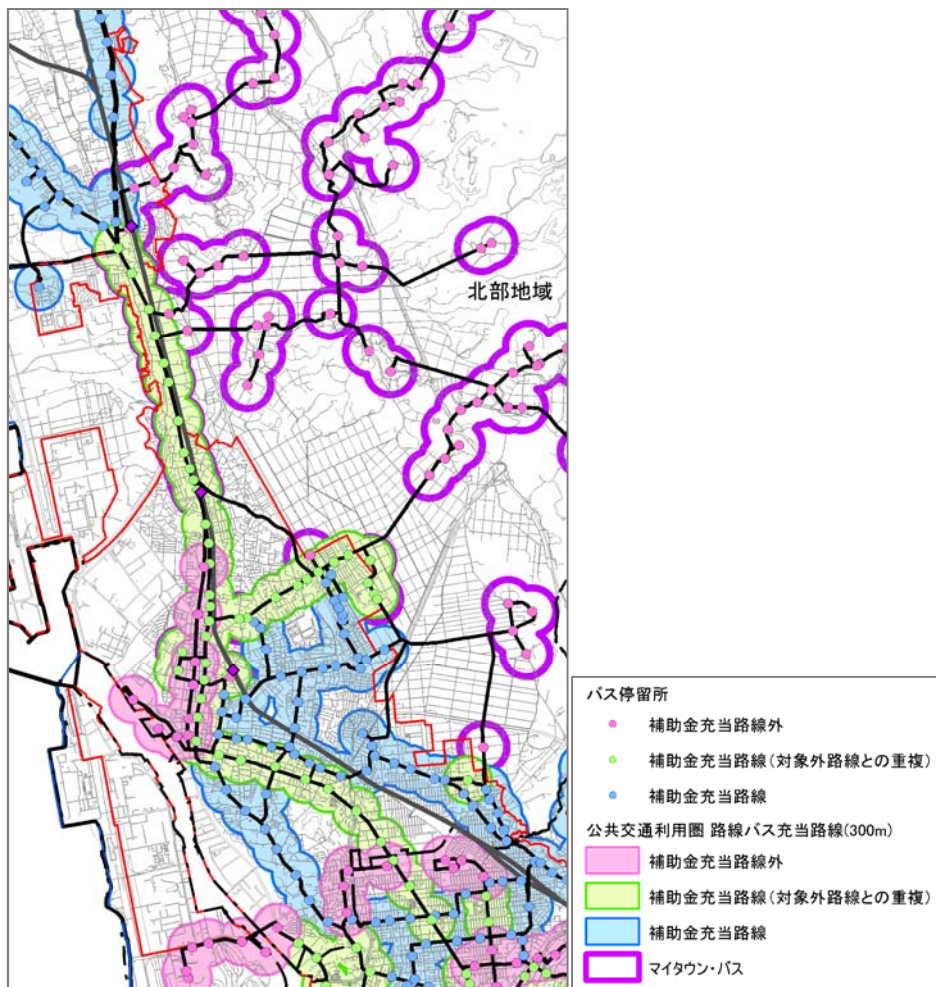 北部地域
バス停留所
補助金充当路線外
補助金充当路線(対象外路線との重複)
補助金充当路線
公共交通利用圏 路線バス充当路線(300m)
補助金充当路線外
補助金充当路線(対象外路線との重複)
補助金充当路線
マイタウン・バス